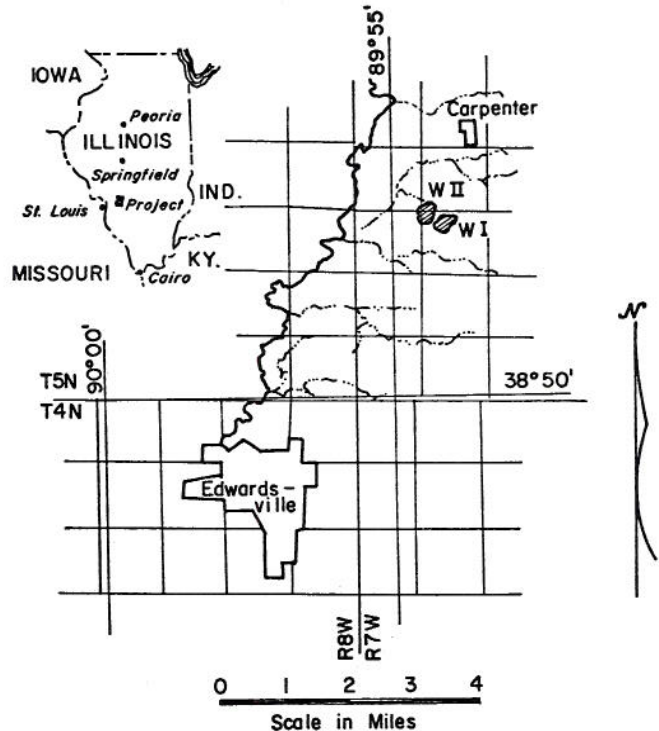 IOWA
Peoria
ILLINOIS
Springfield
IND.
St. Louis
Project
KY.
MISSOURI
Cairo
89°55'
Carpenter
W II
W I
N
90°00'
T5N
T4N
38°50'
Edwards-
ville
R8W
R7W
0 1 2 3 4
Scale in Miles